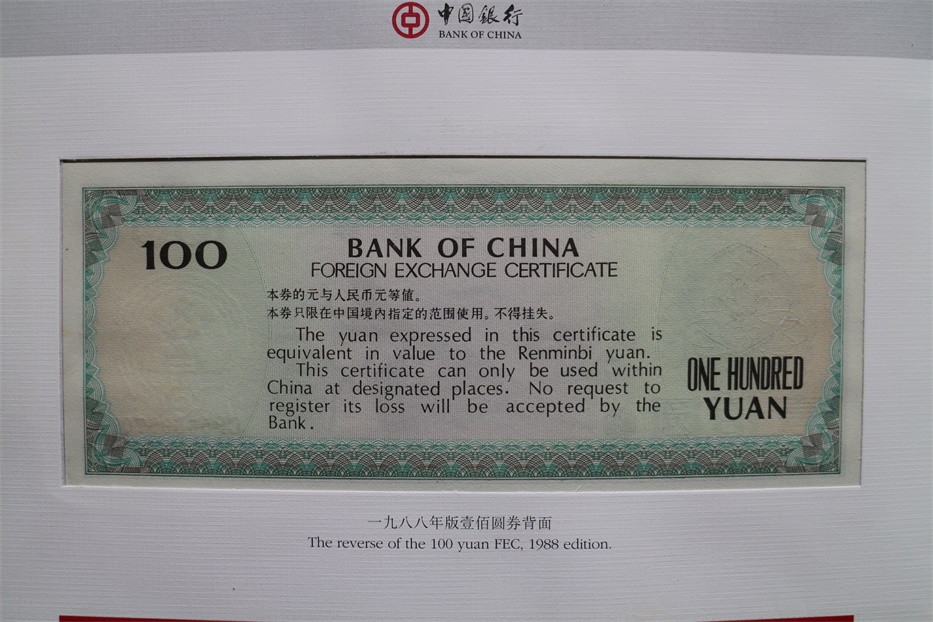 中國銀行
BANK OF CHINA
100
BANK OF CHINA
FOREIGN EXCHANGE CERTIFICATE
本券的元与人民币元等値。
本券只限在中国境內指定的范围使用。不得挂失。
The yuan expressed in this certificate is
equivalent in value to the Renminbi yuan.
This certificate can only be used within
China at designated places. No request to
register its loss will be accepted by the
Bank.
ONE HUNDRED
YUAN
一九八八年版壹佰圆券背面
The reverse of the 100 yuan FEC, 1988 edition.